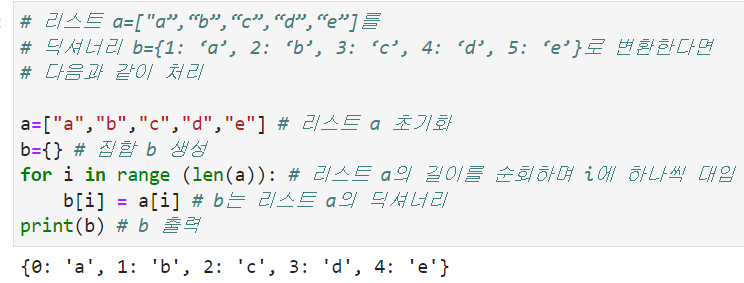 # 리스트 a=["a”,“b”,“c”,“d”,“e”]를
# 딕셔너리 b={1: ‘a’, 2: ‘b’, 3: ‘c’, 4: ‘d’, 5: ‘e’}로 변환한다면
# 다음과 같이 처리
a=["a","b","c","d","e"] # 리스트 a 초기화
b={} # 집합 b 생성
for i in range (len(a)): # 리스트 a의 길이를 순회하며 i에 하나씩 대입
    b[i] = a[i] # b는 리스트 a의 딕셔너리
print(b) # b 출력
{0: 'a', 1: 'b', 2: 'c', 3: 'd', 4: 'e'}